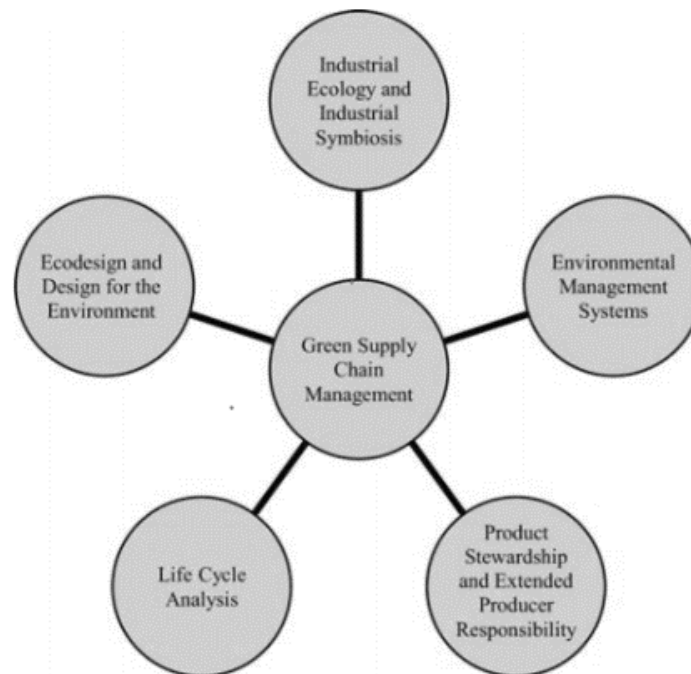 Industrial
Ecology and
Industrial
Symbiosis
Ecodesign and
Design for the
Environment
Environmental
Management
Systems
Green Supply
Chain
Management
Life Cycle
Analysis
Product
Stewardship
and Extended
Producer
Responsibility